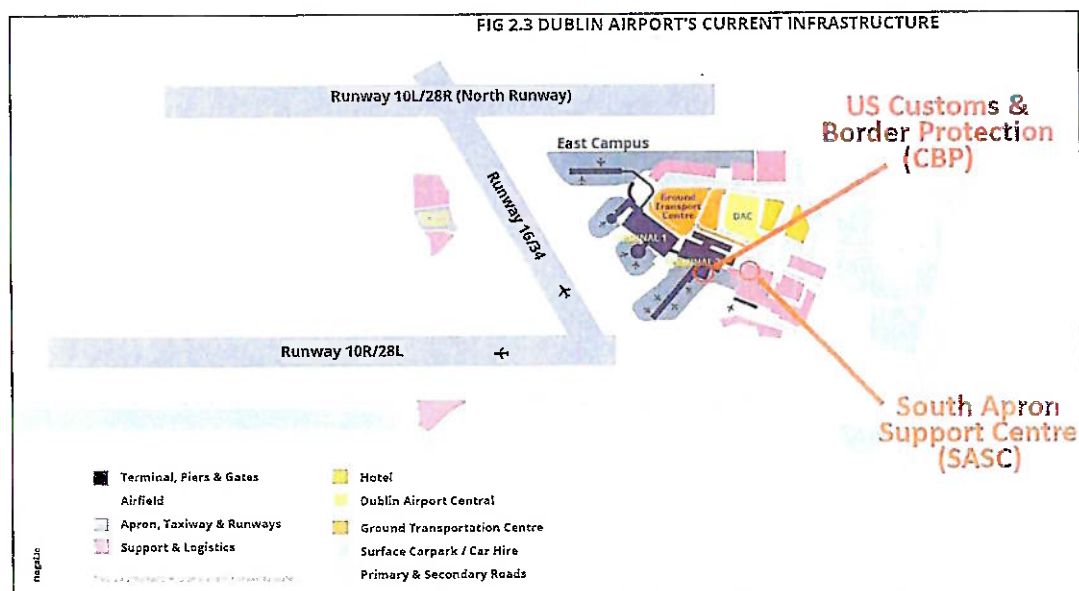 FIG 2.3 DUBLIN AIRPORT'S CURRENT INFRASTRUCTURE
Runway 10L/28R (North Runway)
US Customs &
Border Protection
(CBP)
East Campus
Ground
Transport
Centre
DAC
Runway 16/34
Runway 10R/28L
South Apron
Support Centre
(SASC)
Terminal, Piers & Gates
Airfield
Apron, Taxiway & Runways
Support & Logistics
Hotel
Dublin Airport Central
Ground Transportation Centre
Surface Carpark / Car Hire
Primary & Secondary Roads